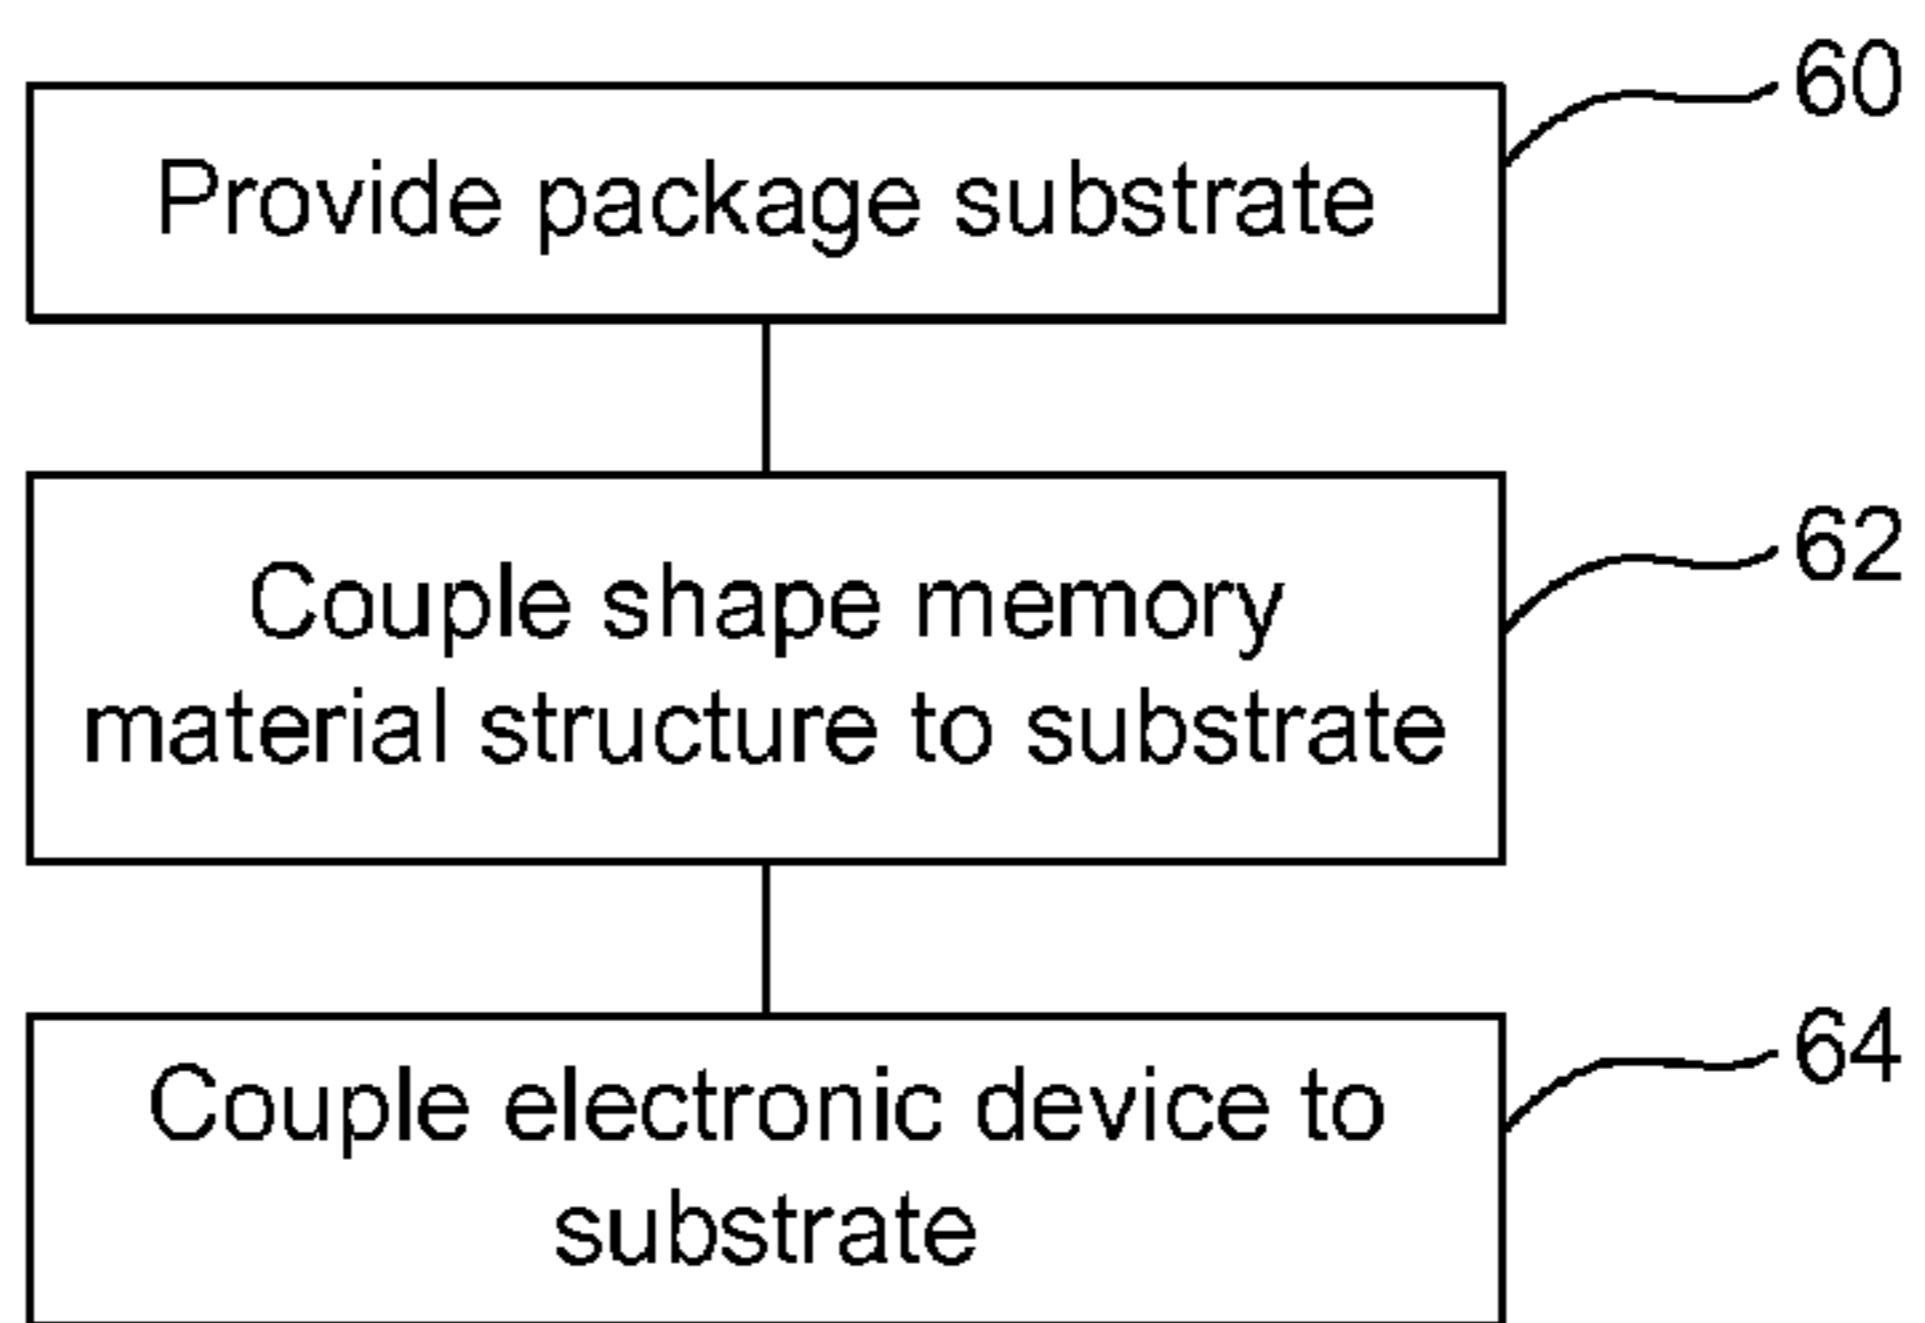 60
Provide package substrate
62
Couple shape memory
material structure to substrate
64
Couple electronic device to
substrate